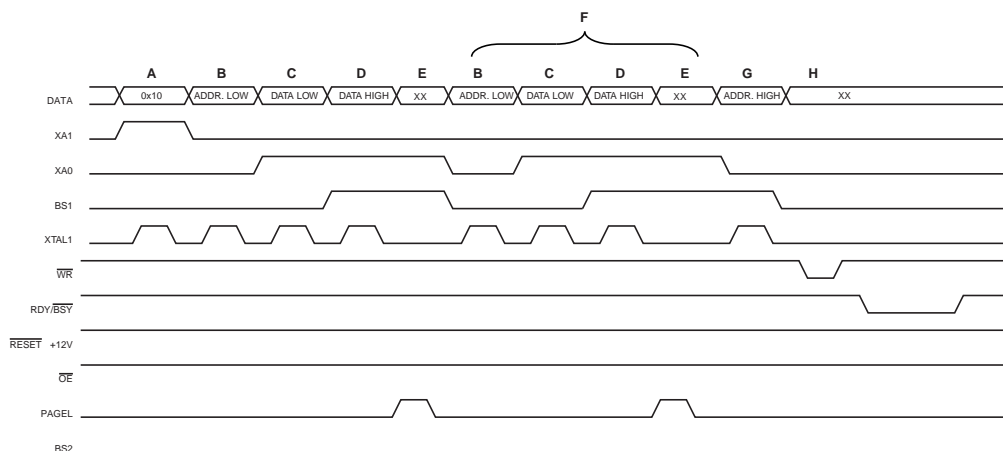 F
A B C D E B C D E G H
DATA 0x10 ADDR. LOW DATA LOW DATA HIGH XX ADDR. LOW DATA LOW DATA HIGH XX ADDR. HIGH XX
XA1
XA0
BS1
XTAL1
WR
RDY/BSY
RESET +12V
OE
PAGEL
BS2